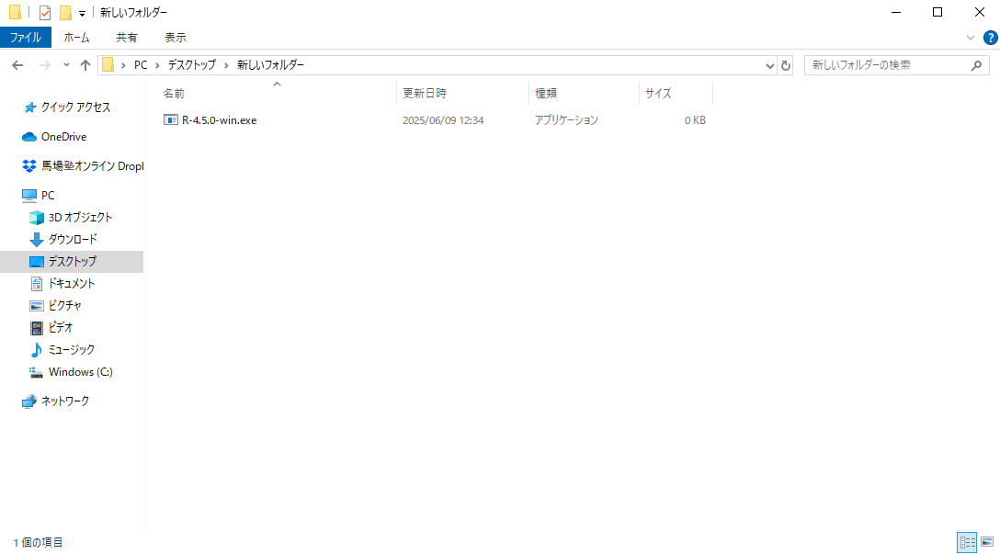 新しいフォルダー
ファイル ホーム 共有 表示
PC デスクトップ 新しいフォルダー 新しいフォルダーの検索
名前 更新日時 種類 サイズ
R-4.5.0-win.exe 2025/06/09 12:34 アプリケーション 0 KB
クイック アクセス
OneDrive
馬場塾オンライン Dropl
PC
3D オブジェクト
ダウンロード
デスクトップ
ドキュメント
ピクチャ
ビデオ
ミュージック
Windows (C:)
ネットワーク
1 個の項目